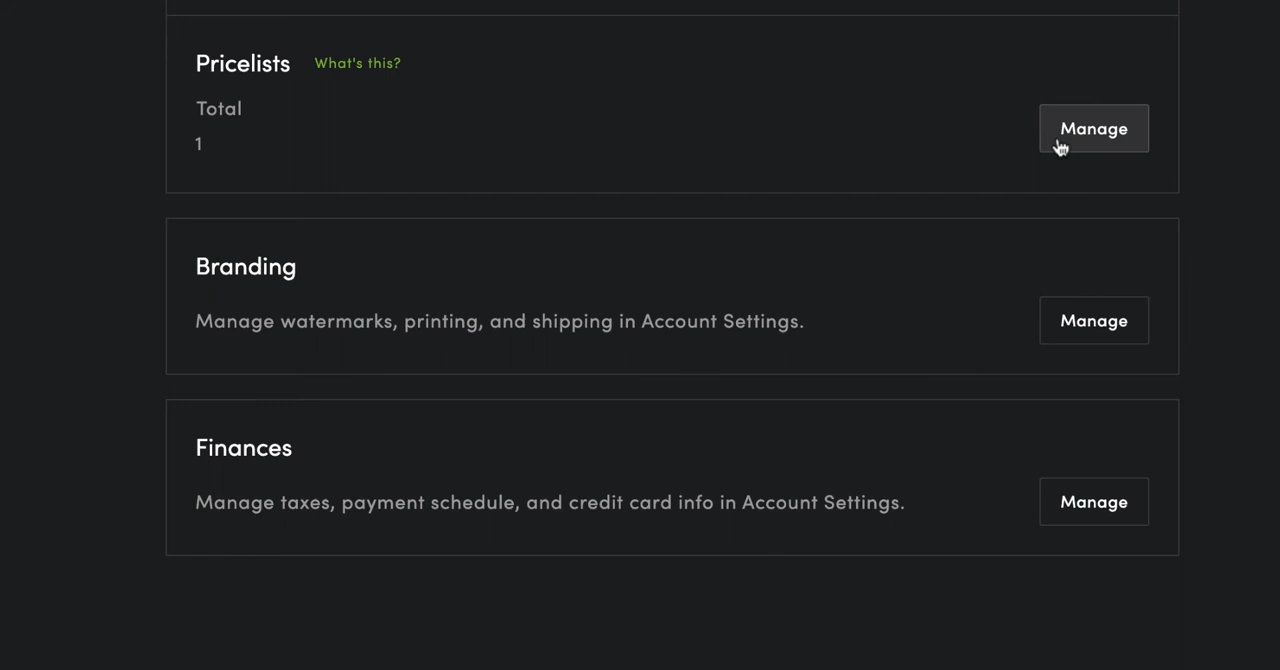 Pricelists What's this?
Total
1
Manage
Branding
Manage watermarks, printing, and shipping in Account Settings.
Manage
Finances
Manage taxes, payment schedule, and credit card info in Account Settings.
Manage